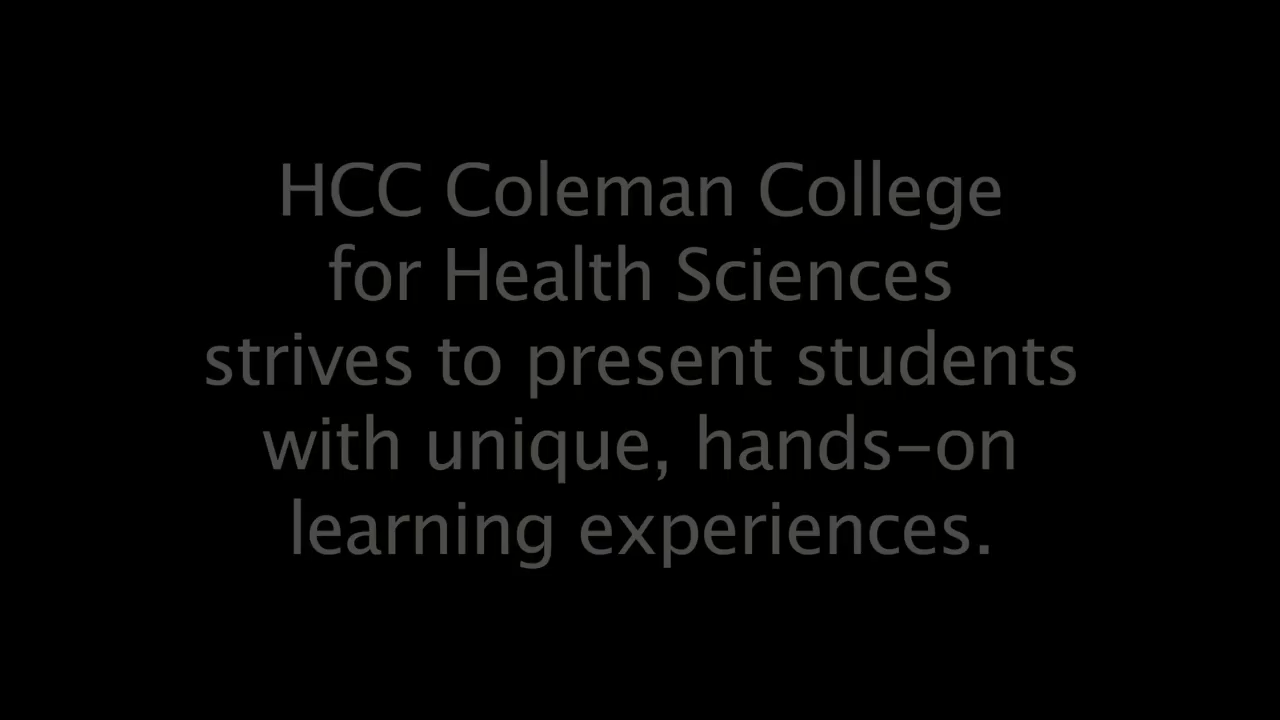 HCC Coleman College
for Health Sciences
strives to present students
with unique, hands-on
learning experiences.